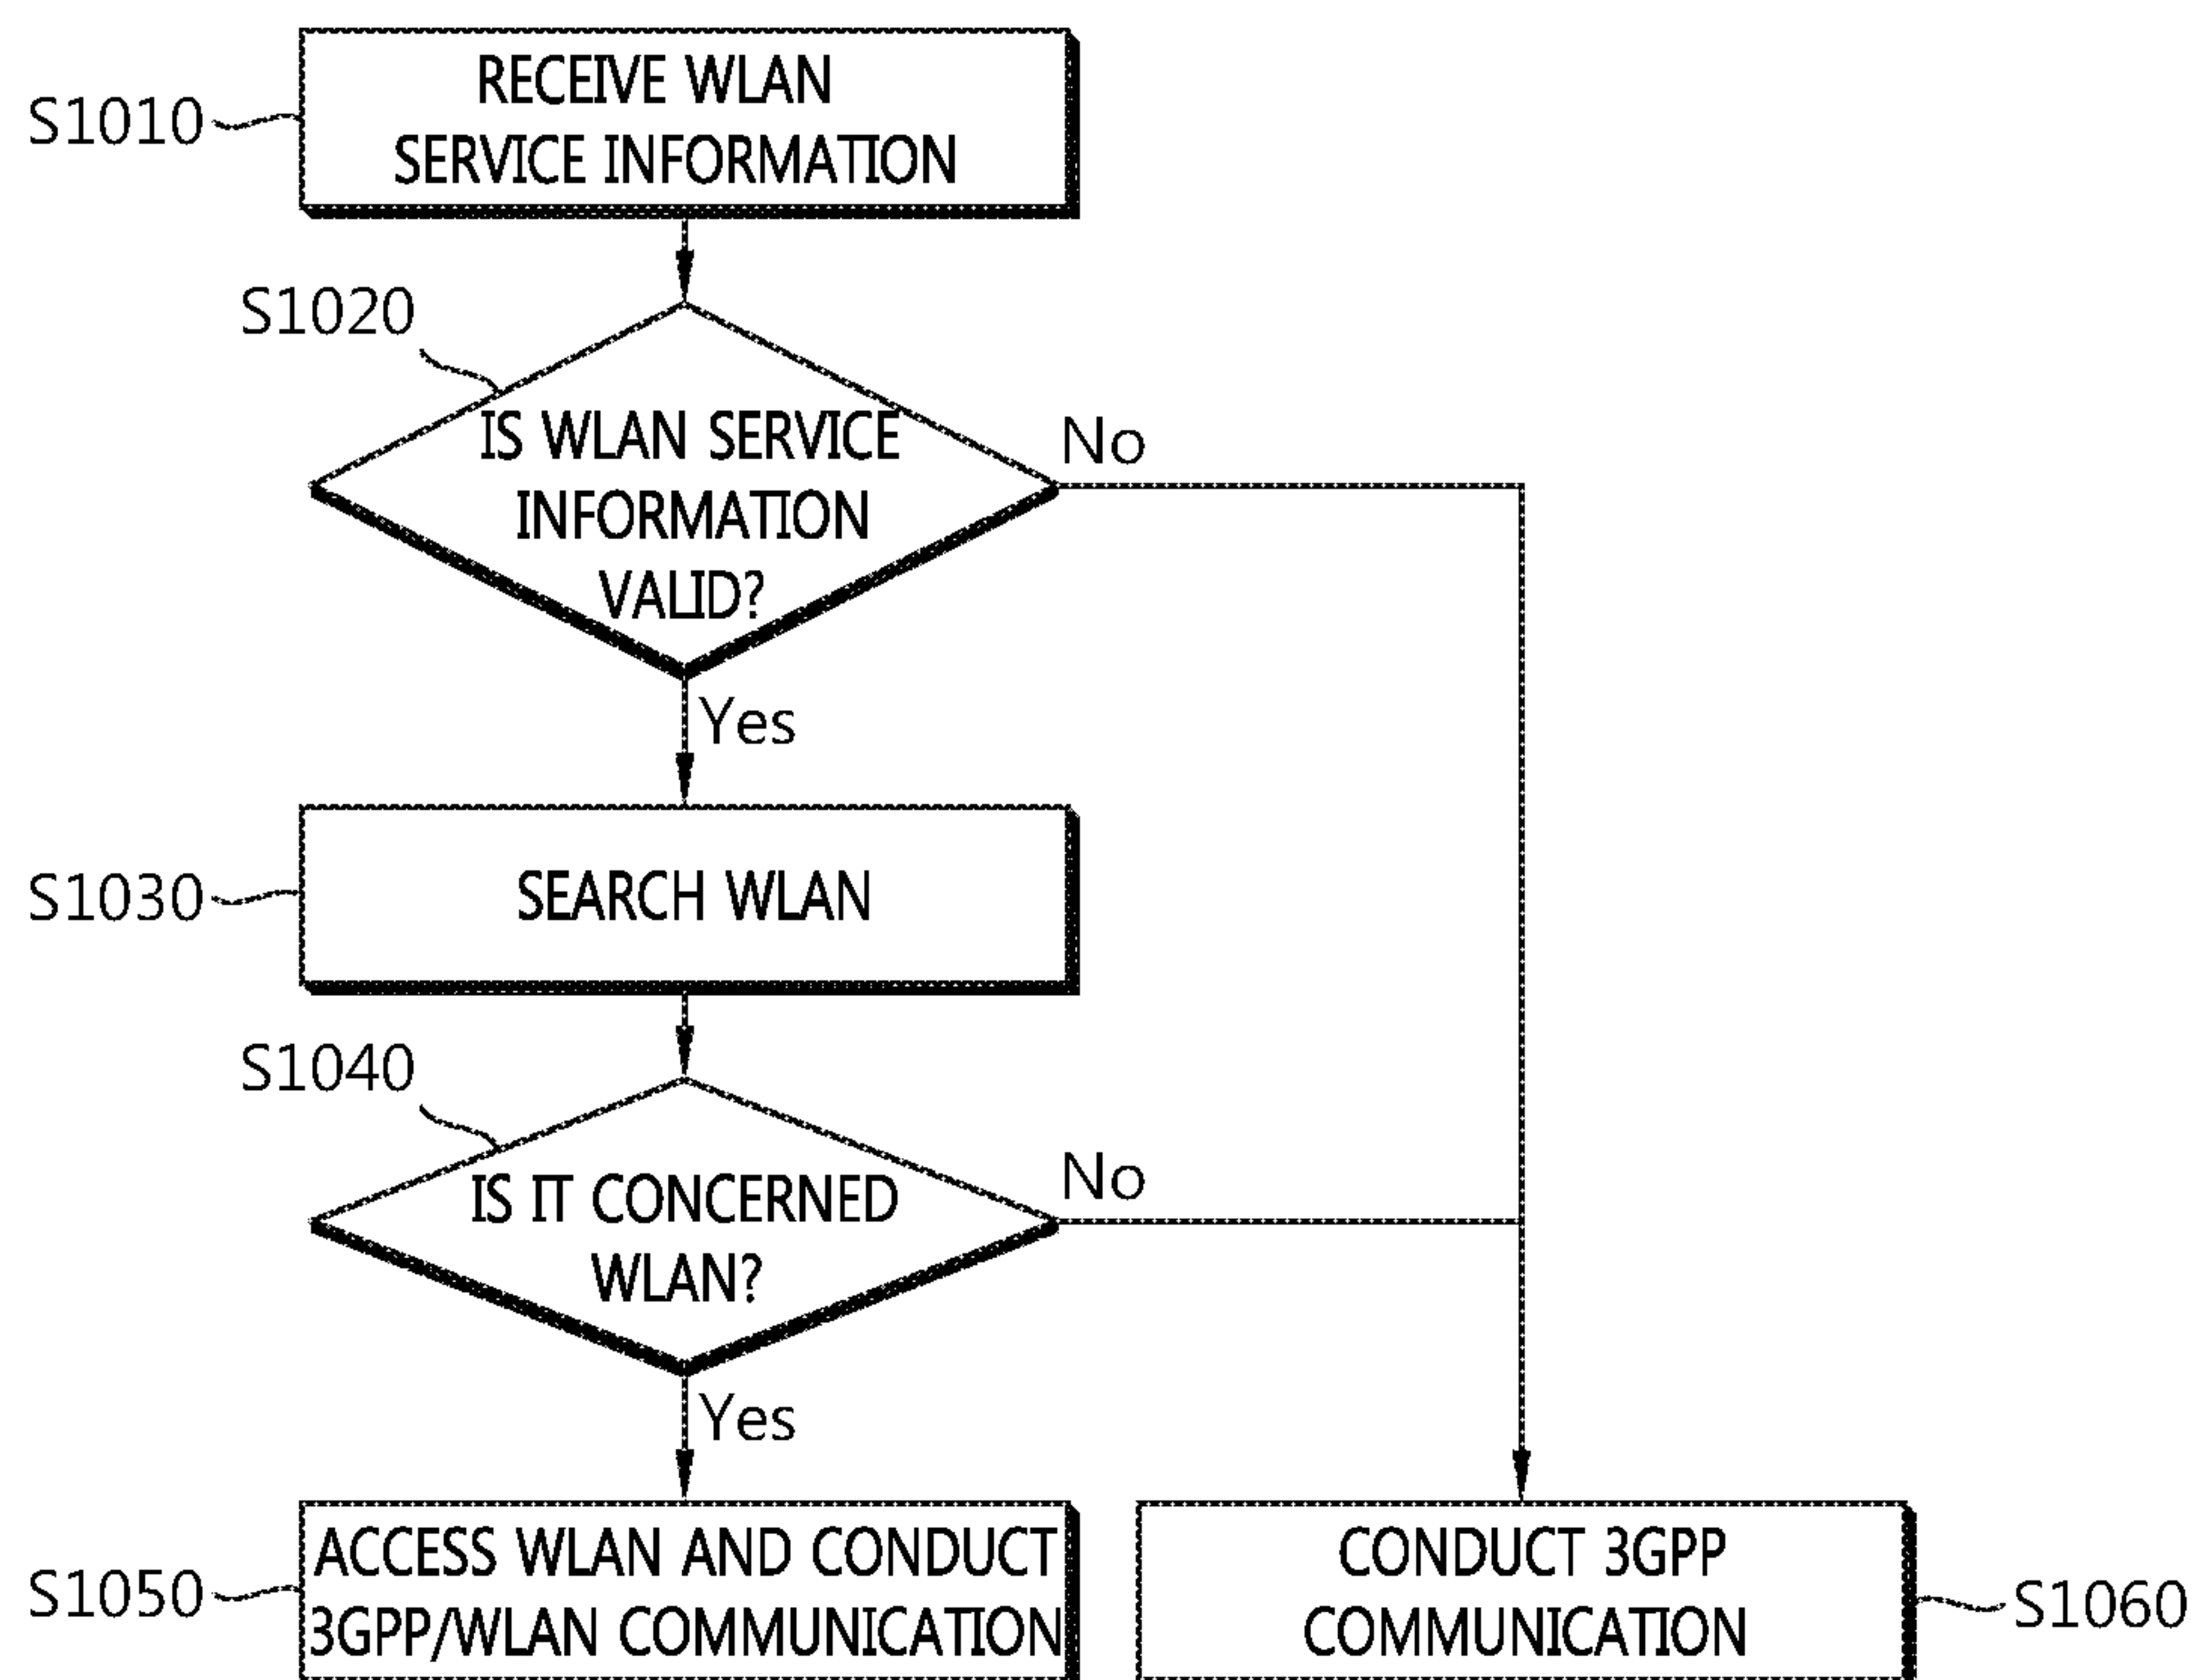 RECEIVE WLAN
SERVICE INFORMATION
S1010
S1020
IS WLAN SERVICE
INFORMATION
VALID?
No
Yes
S1030
SEARCH WLAN
S1040
IS IT CONCERNED
WLAN?
No
Yes
S1050
ACCESS WLAN AND CONDUCT
3GPP/WLAN COMMUNICATION
CONDUCT 3GPP
COMMUNICATION
S1060